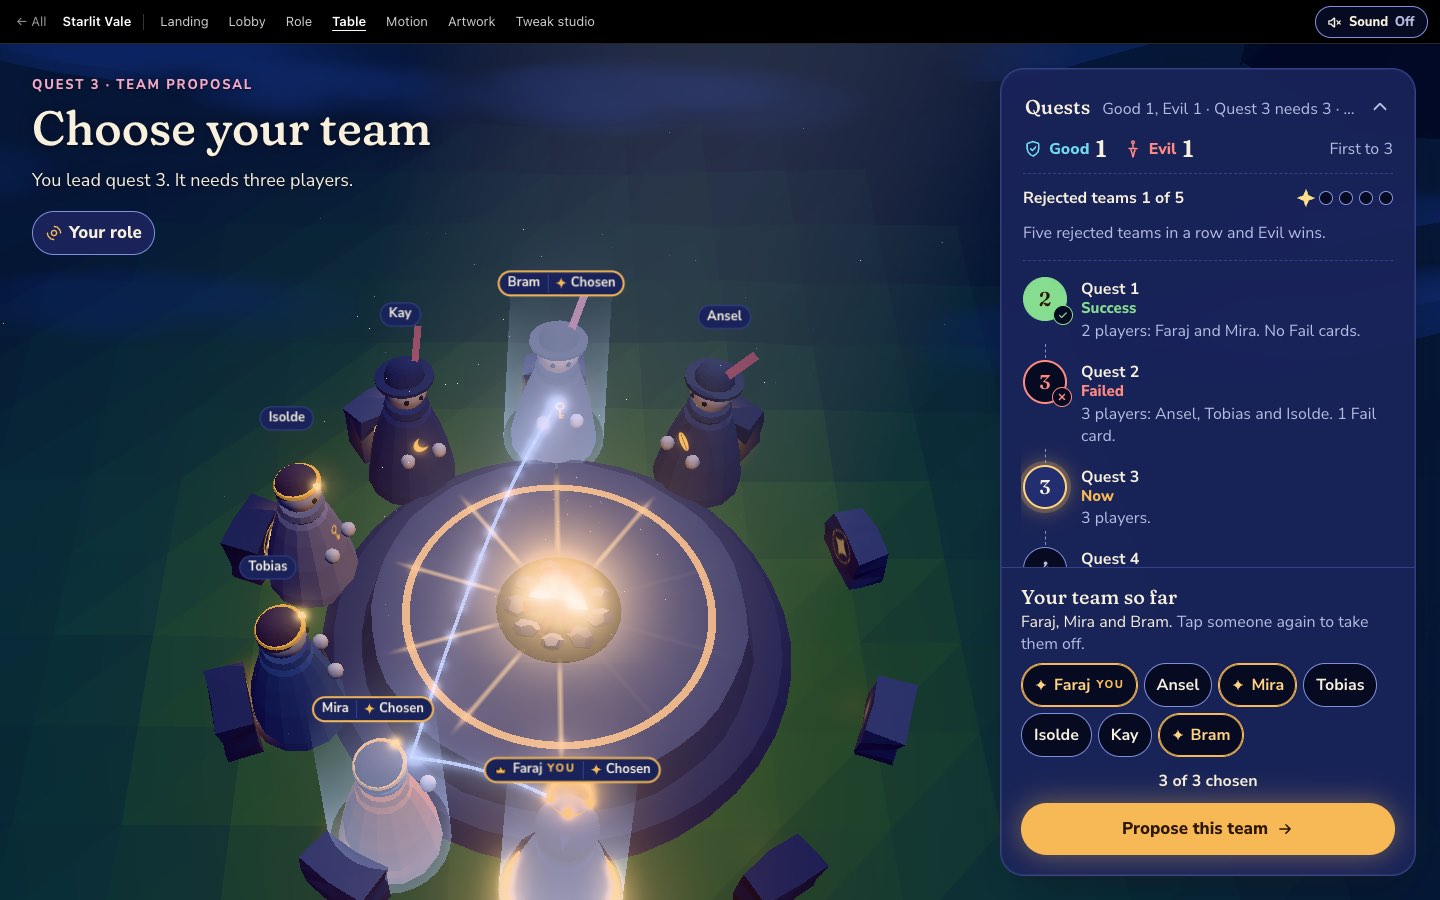 ← All Starlit Vale Landing Lobby Role Table Motion Artwork Tweak studio Sound Off
QUEST 3 · TEAM PROPOSAL
Choose your team
You lead quest 3. It needs three players.
Your role
Bram Chosen
Kay
Ansel
Isolde
Tobias
Mira Chosen
Faraj YOU Chosen
Quests Good 1, Evil 1 · Quest 3 needs 3 · ...
Good 1 Evil 1 First to 3
Rejected teams 1 of 5
Five rejected teams in a row and Evil wins.
2 Quest 1
Success
2 players: Faraj and Mira. No Fail cards.
3 Quest 2
Failed
3 players: Ansel, Tobias and Isolde. 1 Fail
card.
3 Quest 3
Now
3 players.
Quest 4
Your team so far
Faraj, Mira and Bram. Tap someone again to take
them off.
Faraj YOU Ansel Mira Tobias
Isolde Kay Bram
3 of 3 chosen
Propose this team →